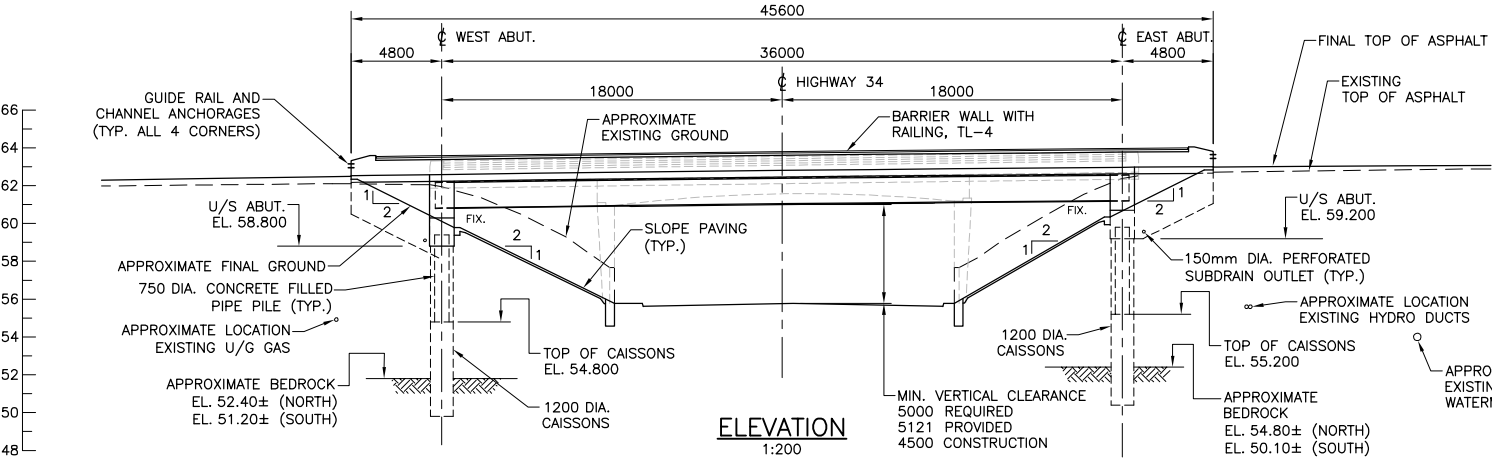 45600
℄ WEST ABUT.
℄ EAST ABUT.
4800
36000
4800
℄ HIGHWAY 34
18000
18000
FINAL TOP OF ASPHALT
EXISTING
TOP OF ASPHALT
GUIDE RAIL AND
CHANNEL ANCHORAGES
(TYP. ALL 4 CORNERS)
APPROXIMATE
EXISTING GROUND
BARRIER WALL WITH
RAILING, TL-4
66
64
62
60
58
56
54
52
50
48
1
2
U/S ABUT.
EL. 58.800
FIX.
2
1
SLOPE PAVING
(TYP.)
FIX.
2
1
1
2
U/S ABUT.
EL. 59.200
APPROXIMATE FINAL GROUND
750 DIA. CONCRETE FILLED
PIPE PILE (TYP.)
APPROXIMATE LOCATION
EXISTING U/G GAS
150mm DIA. PERFORATED
SUBDRAIN OUTLET (TYP.)
APPROXIMATE LOCATION
EXISTING HYDRO DUCTS
TOP OF CAISSONS
EL. 54.800
1200 DIA.
CAISSONS
TOP OF CAISSONS
EL. 55.200
APPROXIMATE BEDROCK
EL. 52.40± (NORTH)
EL. 51.20± (SOUTH)
1200 DIA.
CAISSONS
MIN. VERTICAL CLEARANCE
5000 REQUIRED
5121 PROVIDED
4500 CONSTRUCTION
APPROXIMATE
BEDROCK
EL. 54.80± (NORTH)
EL. 50.10± (SOUTH)
APPRO
EXISTIN
WATER
ELEVATION
1:200